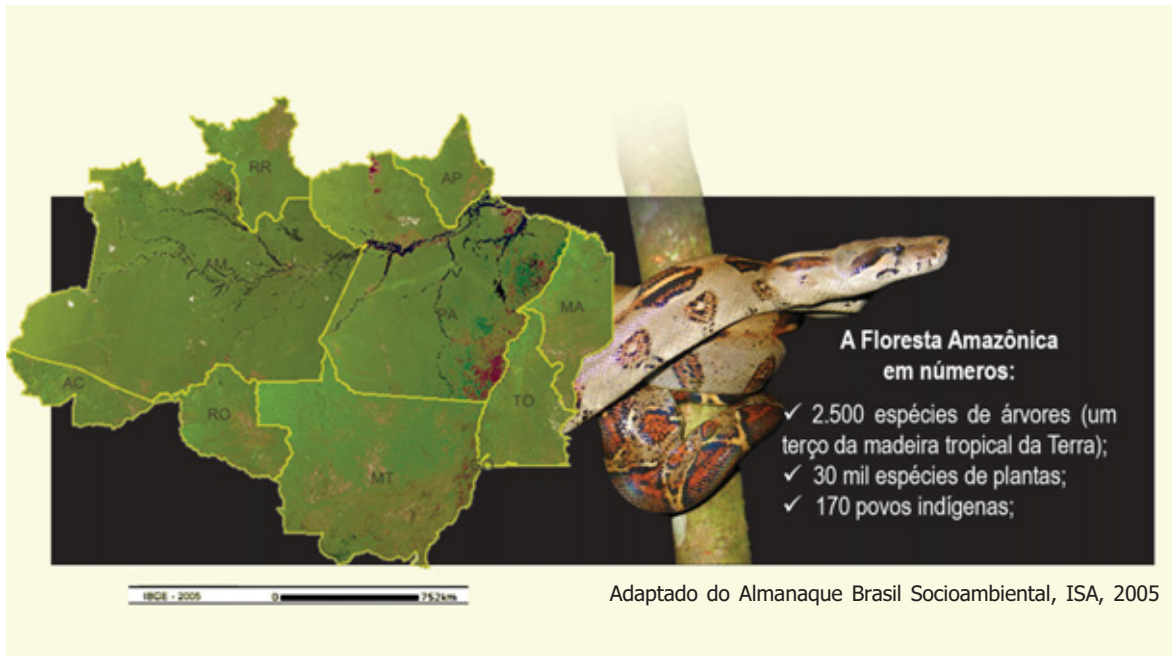 RR
AP
AM
PA
MA
AC
RO
TO
MT
A Floresta Amazônica
em números:
✓ 2.500 espécies de árvores (um
terço da madeira tropical da Terra);
✓ 30 mil espécies de plantas;
✓ 170 povos indígenas;
IBGE - 2005 0 752km
Adaptado do Almanaque Brasil Socioambiental, ISA, 2005